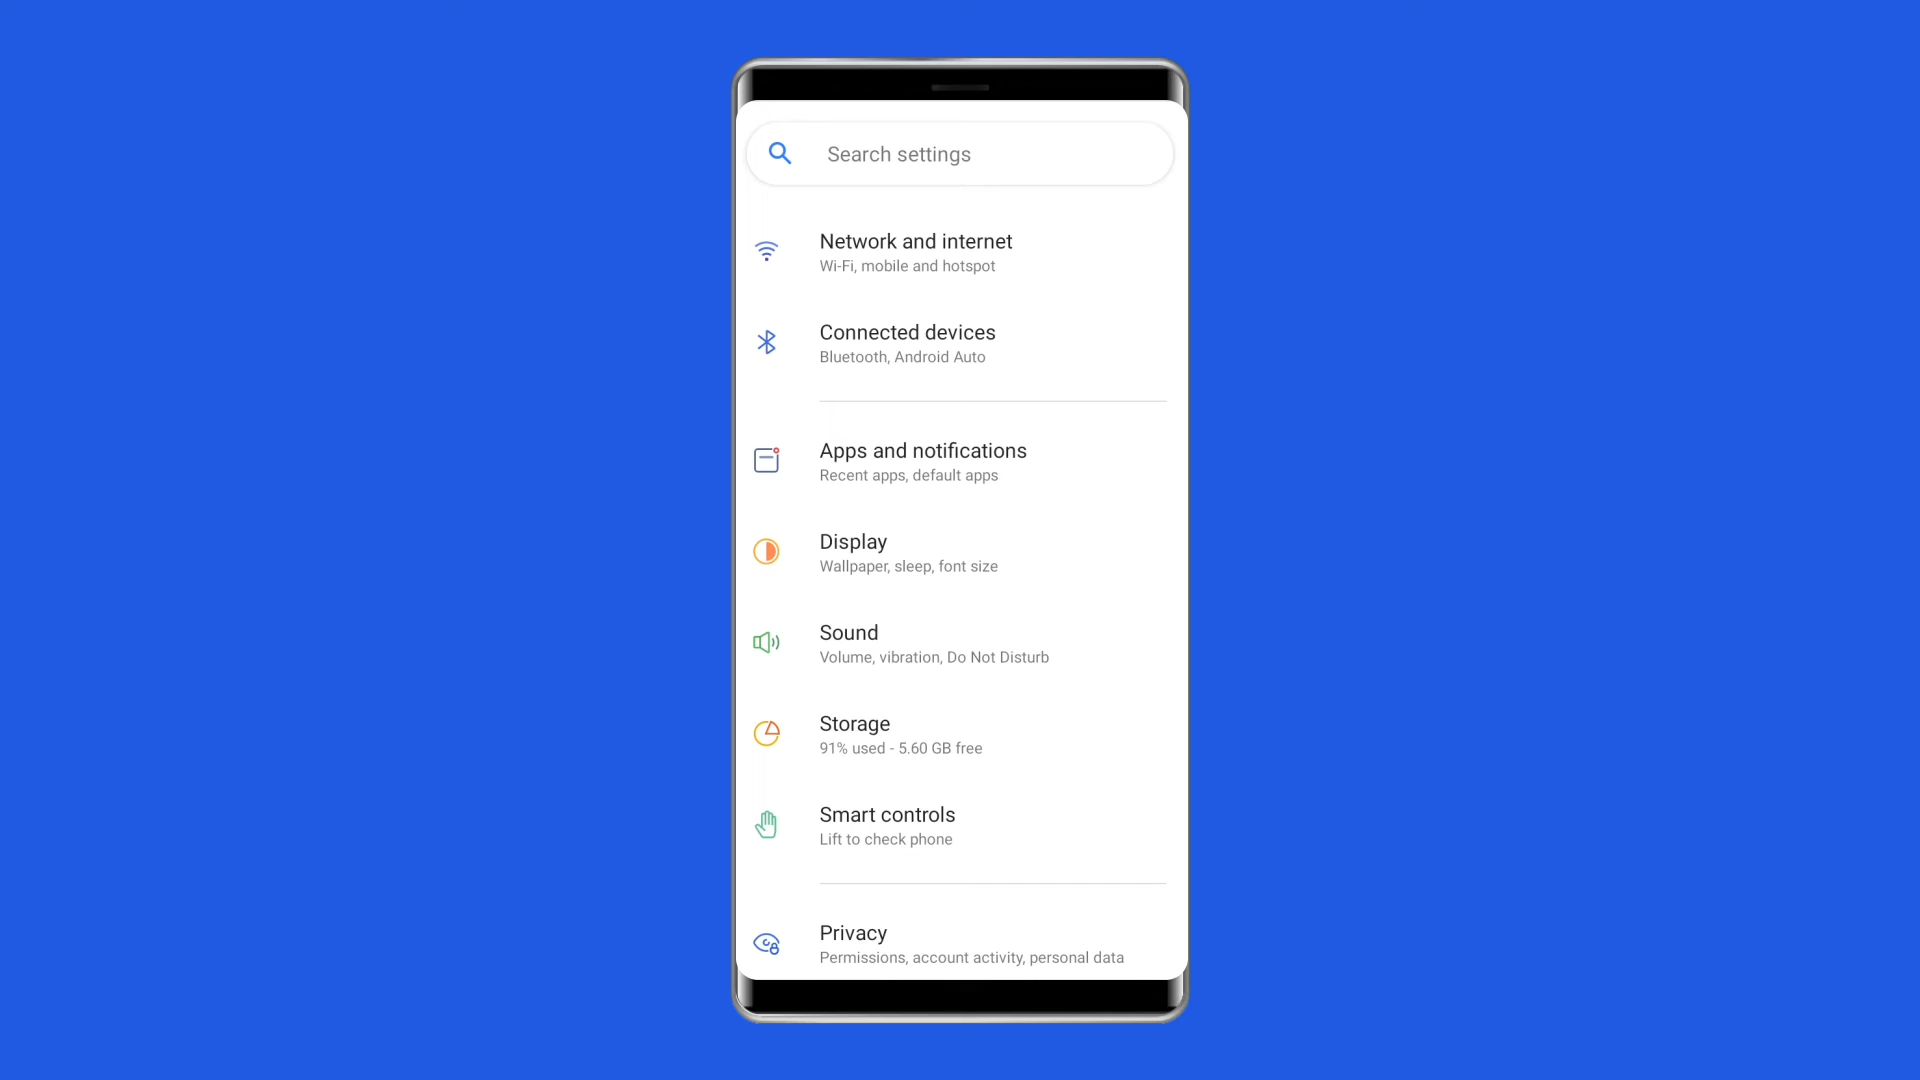 Search settings
Network and internet
Wi-Fi, mobile and hotspot
Connected devices
Bluetooth, Android Auto
Apps and notifications
Recent apps, default apps
Display
Wallpaper, sleep, font size
Sound
Volume, vibration, Do Not Disturb
Storage
91% used - 5.60 GB free
Smart controls
Lift to check phone
Privacy
Permissions, account activity, personal data